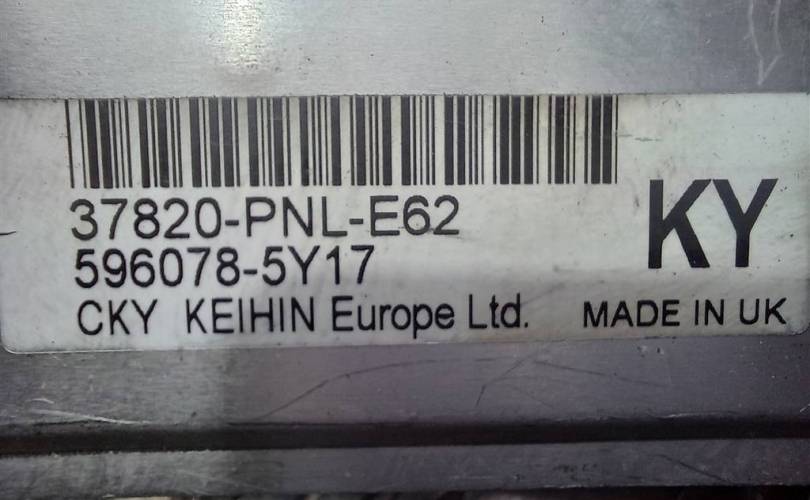 37820-PNL-E62
596078-5Y17
KY
CKY KEIHIN Europe Ltd. MADE IN UK